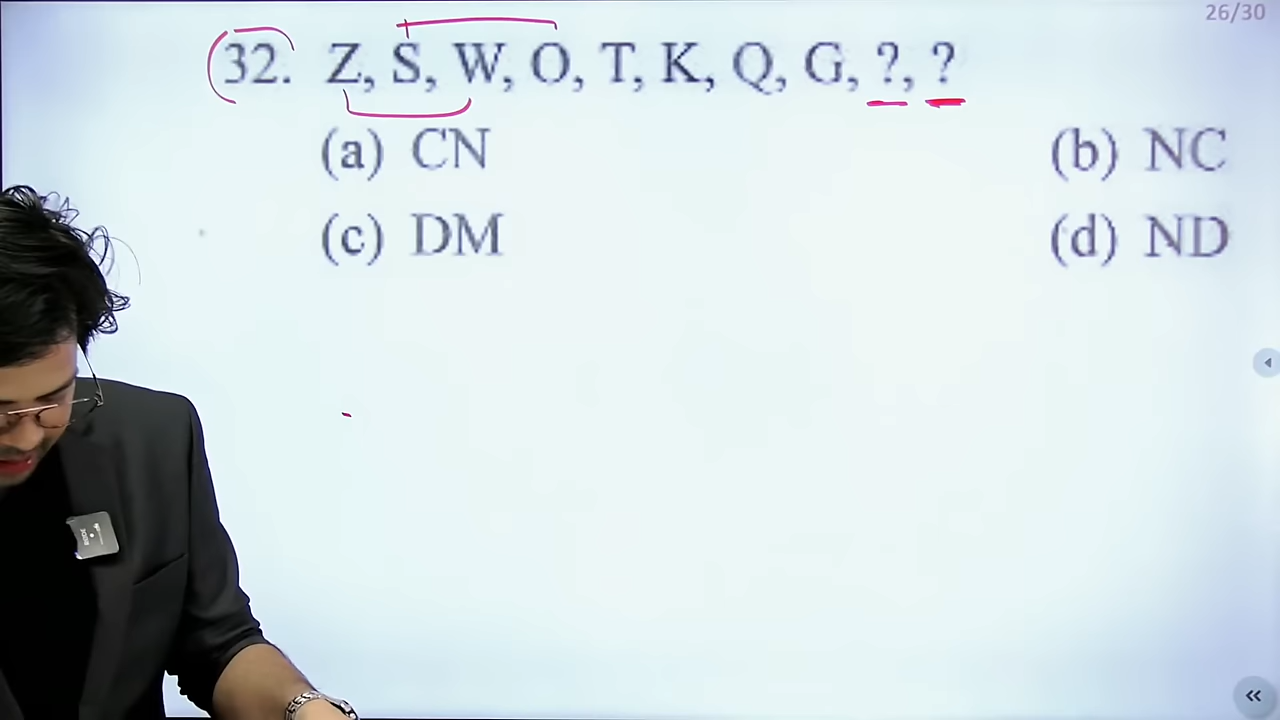 26/30
32. Z, S, W, O, T, K, Q, G, ?, ?
(a) CN (b) NC
(c) DM (d) ND